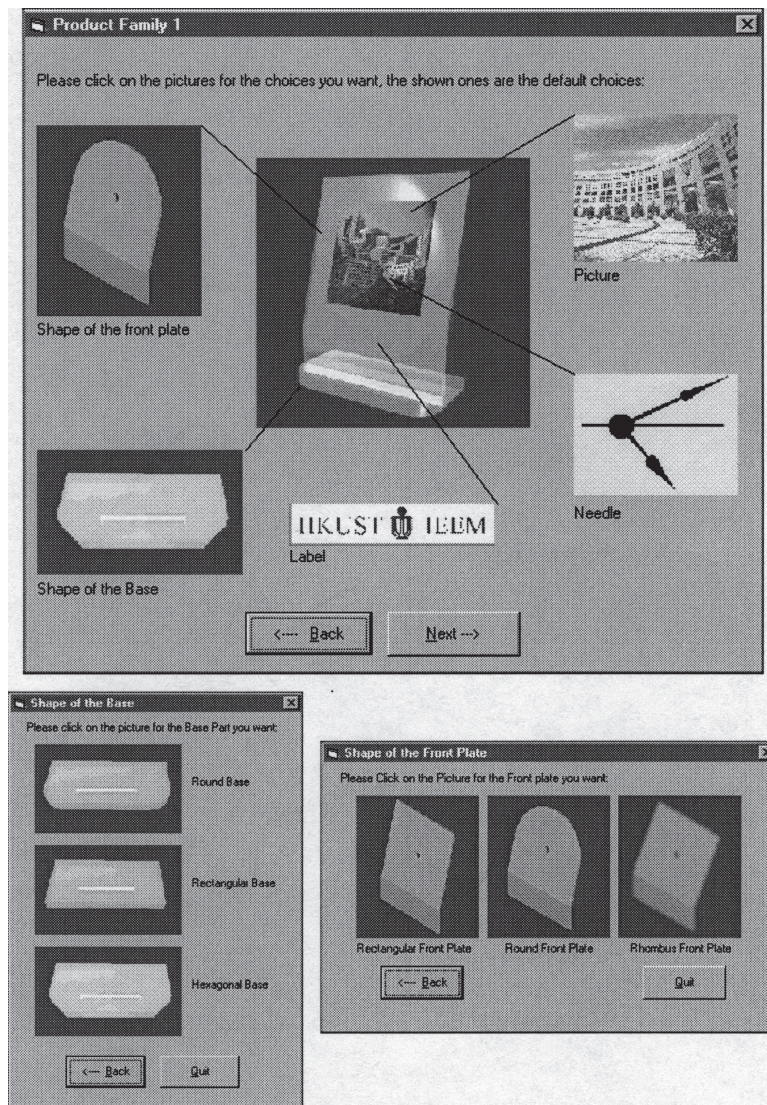 Product Family 1
Please click on the pictures for the choices you want, the shown ones are the default choices:
Shape of the front plate
Picture
Needle
HKUST IEEM
Label
Shape of the Base
<--- Back
Next --->
Shape of the Base
Please click on the picture for the Base Part you want:
Round Base
Rectangular Base
Hexagonal Base
<--- Back
Quit
Shape of the Front Plate
Please Click on the Picture for the Front plate you want:
Rectangular Front Plate
Round Front Plate
Rhombus Front Plate
<--- Back
Quit